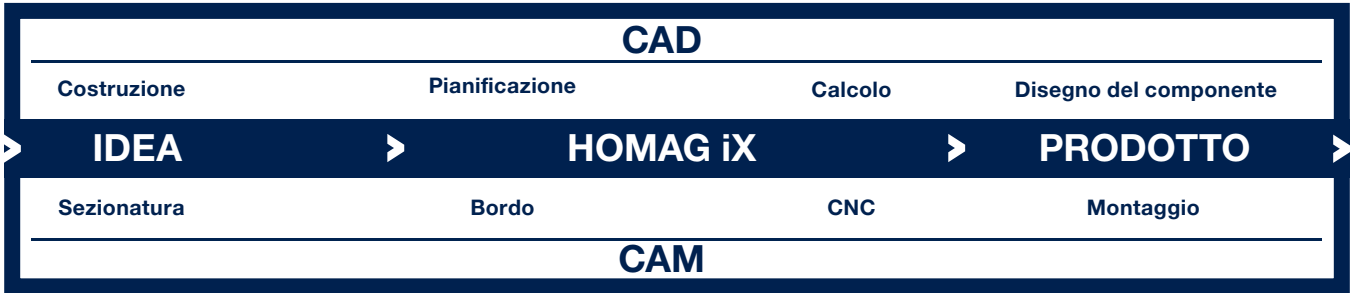 CAD
Costruzione Pianificazione Calcolo Disegno del componente
> IDEA > HOMAG iX > PRODOTTO >
Sezionatura Bordo CNC Montaggio
CAM